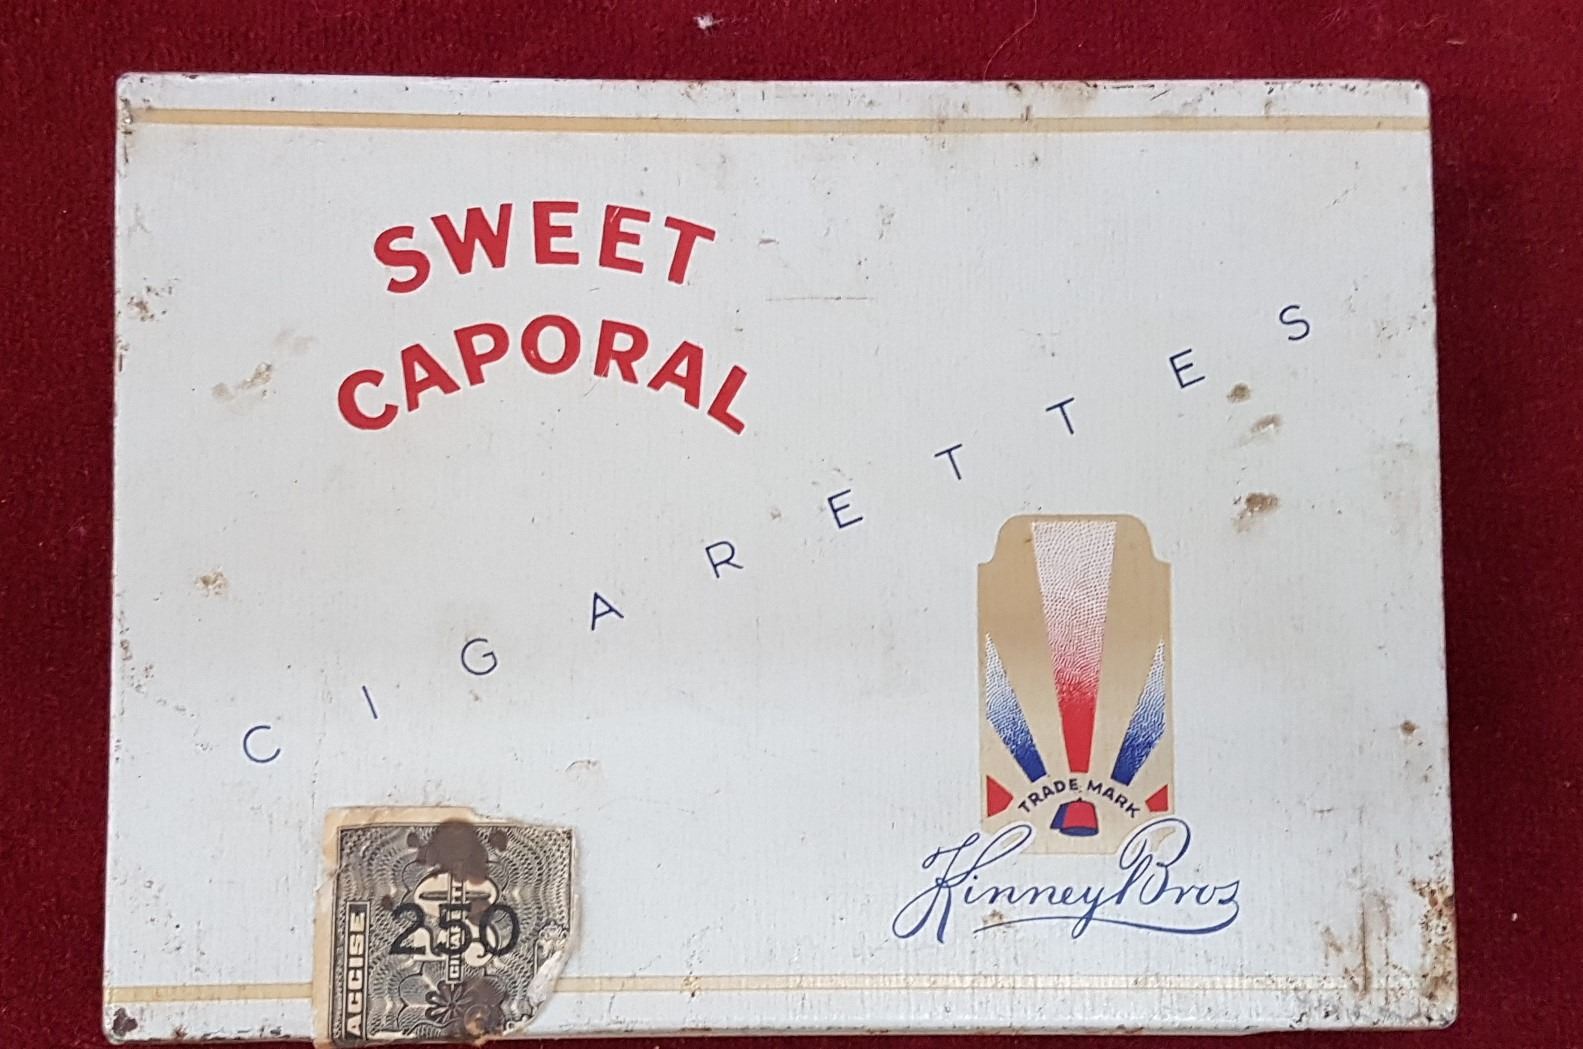 SWEET
CAPORAL
CIGARETTES
TRADE MARK
Kinney Bros
ACCISE
250